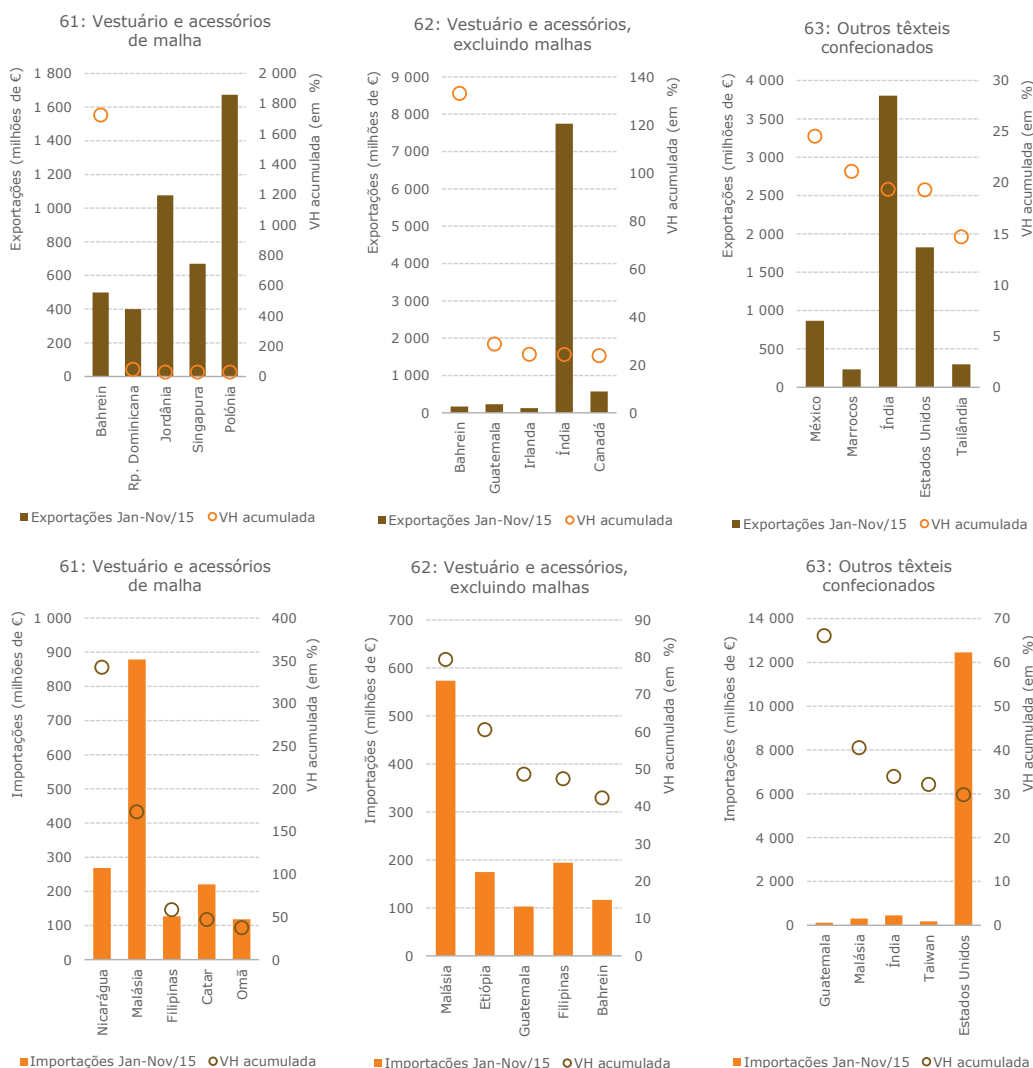 61: Vestuário e acessórios
de malha
Exportações (milhões de €)
1 800
1 600
1 400
1 200
1 000
800
600
400
200
0
2 000
1 800
1 600
1 400
1 200
1 000
800
600
400
200
0
VH acumulada (em %)
Bahrein
Rp. Dominicana
Jordânia
Singapura
Polónia
Exportações Jan-Nov/15 VH acumulada
62: Vestuário e acessórios,
excluindo malhas
Exportações (milhões de €)
9 000
8 000
7 000
6 000
5 000
4 000
3 000
2 000
1 000
0
140
120
100
80
60
40
20
0
VH acumulada (em %)
Bahrein
Guatemala
Irlanda
Índia
Canadá
Exportações Jan-Nov/15 VH acumulada
63: Outros têxteis
confecionados
Exportações (milhões de €)
4 000
3 500
3 000
2 500
2 000
1 500
1 000
500
0
30
25
20
15
10
5
0
VH acumulada (em %)
México
Marrocos
Índia
Estados Unidos
Tailândia
Exportações Jan-Nov/15 VH acumulada
61: Vestuário e acessórios
de malha
Importações (milhões de €)
1 000
900
800
700
600
500
400
300
200
100
0
400
350
300
250
200
150
100
50
0
VH acumulada (em %)
Nicarágua
Malásia
Filipinas
Catar
Omã
Importações Jan-Nov/15 VH acumulada
62: Vestuário e acessórios,
excluindo malhas
Importações (milhões de €)
700
600
500
400
300
200
100
0
90
80
70
60
50
40
30
20
10
0
VH acumulada (em %)
Malásia
Etiópia
Guatemala
Filipinas
Bahrein
Importações Jan-Nov/15 VH acumulada
63: Outros têxteis
confecionados
Importações (milhões de €)
14 000
12 000
10 000
8 000
6 000
4 000
2 000
0
70
60
50
40
30
20
10
0
VH acumulada (em %)
Guatemala
Malásia
Índia
Taiwan
Estados Unidos
Importações Jan-Nov/15 VH acumulada